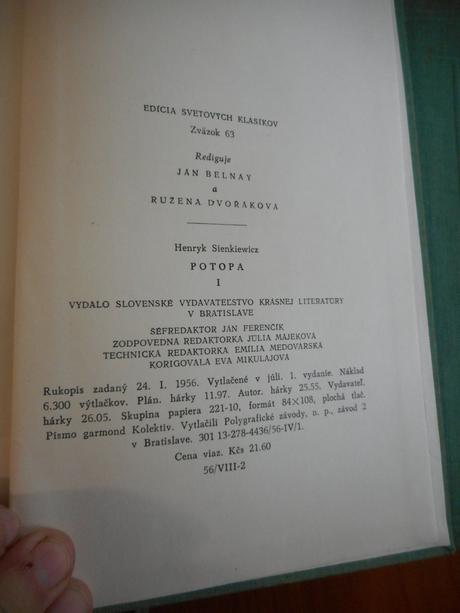 EDÍCIA SVETOVÝCH KLASIKOV
Zväzok 63
Rediguje
JÁN BELNAY
a
RUŽENA DVOŘÁKOVÁ
Henryk Sienkiewicz
POTOPA
I
VYDALO SLOVENSKÉ VYDAVATEĽSTVO KRÁSNEJ LITERATÚRY
V BRATISLAVE
ŠÉFREDAKTOR JÁN FERENČÍK
ZODPOVEDNÁ REDAKTORKA JÚLIA MÁJEKOVÁ
TECHNICKÁ REDAKTORKA EMÍLIA MEDOVARSKÁ
KORIGOVALA EVA MIKULAJOVÁ
Rukopis zadaný 24. I. 1956. Vytlačené v júli. 1. vydanie. Náklad
6.300 výtlačkov. Plán. hárky 11.97. Autor. hárky 25.55. Vydavateľ.
hárky 26.05. Skupina papiera 221-10, formát 84×108, plochá tlač.
Písmo garmond Kolektiv. Vytlačili Polygrafické závody, n. p., závod 2
v Bratislave. 301 13-278-4436/56-IV/1.
Cena viaz. Kčs 21.60
56/VIII-2